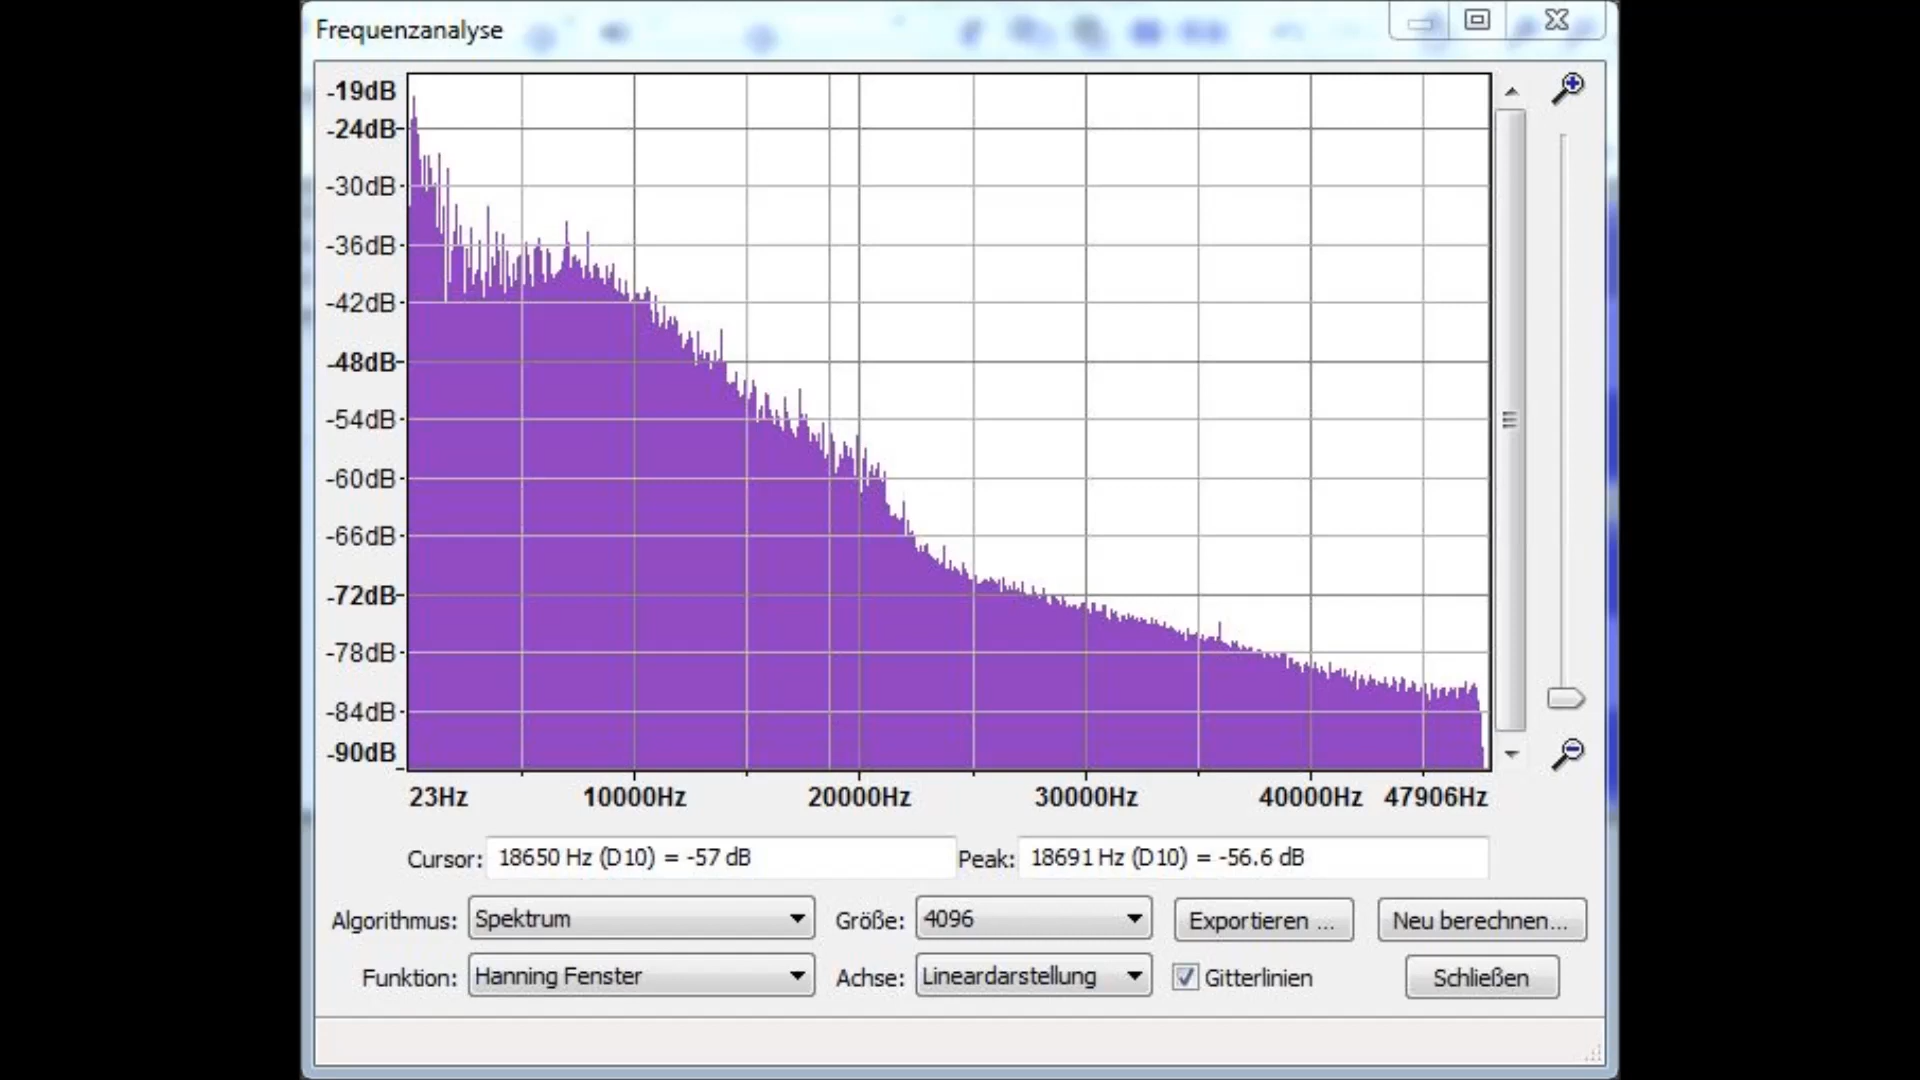 Frequenzanalyse
-19dB
-24dB
-30dB
-36dB
-42dB
-48dB
-54dB
-60dB
-66dB
-72dB
-78dB
-84dB
-90dB
23Hz 10000Hz 20000Hz 30000Hz 40000Hz 47906Hz
Cursor: 18650 Hz (D10) = -57 dB Peak: 18691 Hz (D10) = -56.6 dB
Algorithmus: Spektrum Größe: 4096 Exportieren ... Neu berechnen...
Funktion: Hanning Fenster Achse: Lineardarstellung Gitterlinien Schließen